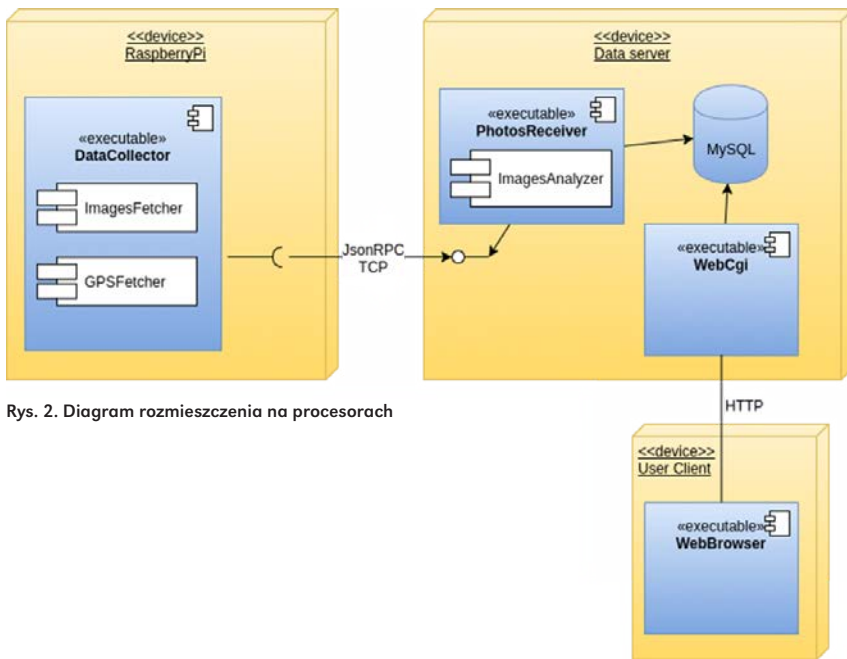 <<device>>
RaspberryPi
«executable»
DataCollector
ImagesFetcher
GPSFetcher
JsonRPC
TCP
<<device>>
Data server
«executable»
PhotosReceiver
ImagesAnalyzer
MySQL
«executable»
WebCgi
HTTP
<<device>>
User Client
«executable»
WebBrowser
Rys. 2. Diagram rozmieszczenia na procesorach